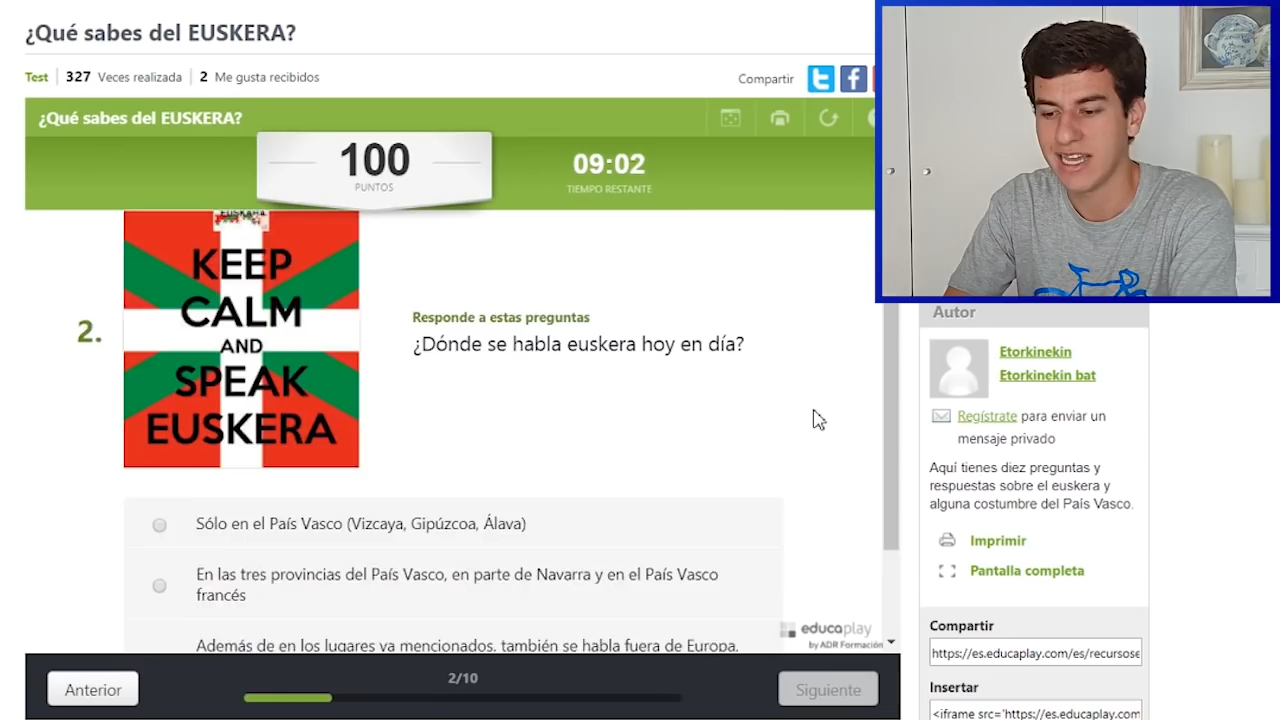 ¿Qué sabes del EUSKERA?
Test 327 Veces realizada 2 Me gusta recibidos
Compartir
¿Qué sabes del EUSKERA?
100
PUNTOS
09:02
TIEMPO RESTANTE
KEEP
CALM
AND
SPEAK
EUSKERA
2.
Responde a estas preguntas
¿Dónde se habla euskera hoy en día?
Sólo en el País Vasco (Vizcaya, Gipúzcoa, Álava)
En las tres provincias del País Vasco, en parte de Navarra y en el País Vasco
francés
Además de en los lugares ya mencionados, también se habla fuera de Europa,
educaplay
by ADR Formación
Anterior
2/10
Siguiente
Autor
Etorkinekin
Etorkinekin bat
Regístrate para enviar un
mensaje privado
Aquí tienes diez preguntas y
respuestas sobre el euskera y
alguna costumbre del País Vasco.
Imprimir
Pantalla completa
Compartir
https://es.educaplay.com/es/recursose
Insertar
<iframe src='https://es.educaplay.com